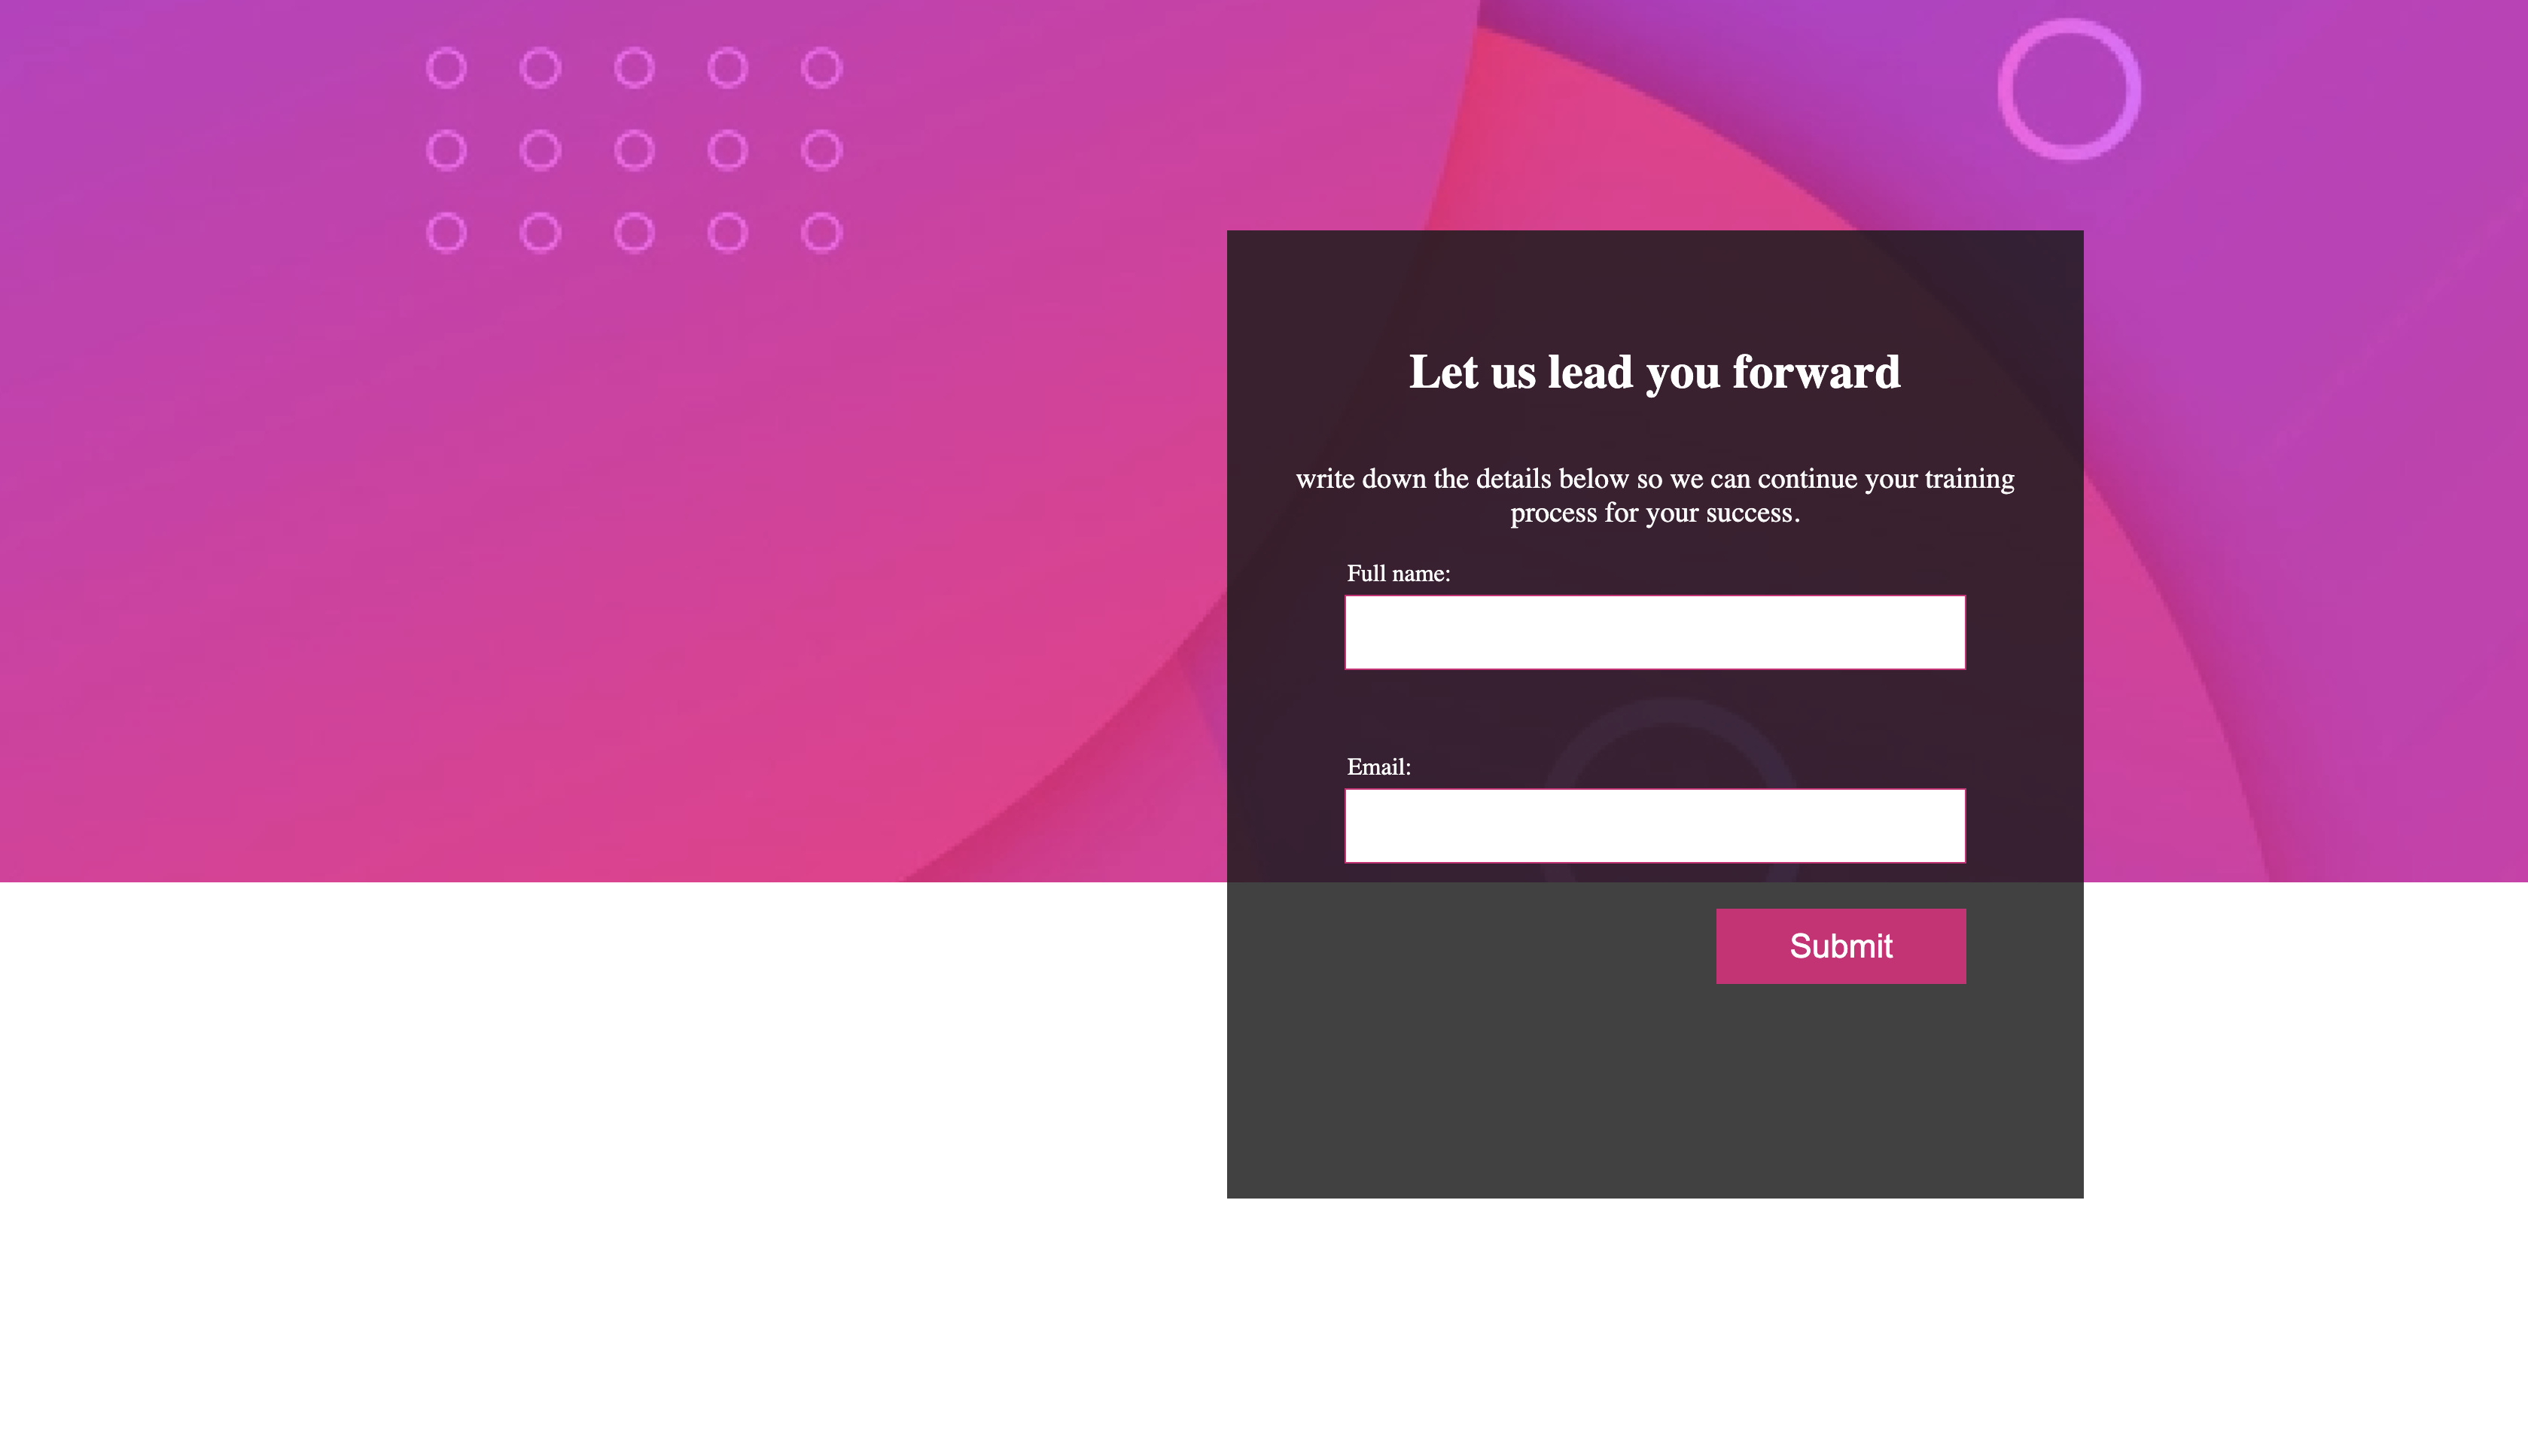 Let us lead you forward
write down the details below so we can continue your training
process for your success.
Full name:
Email:
Submit